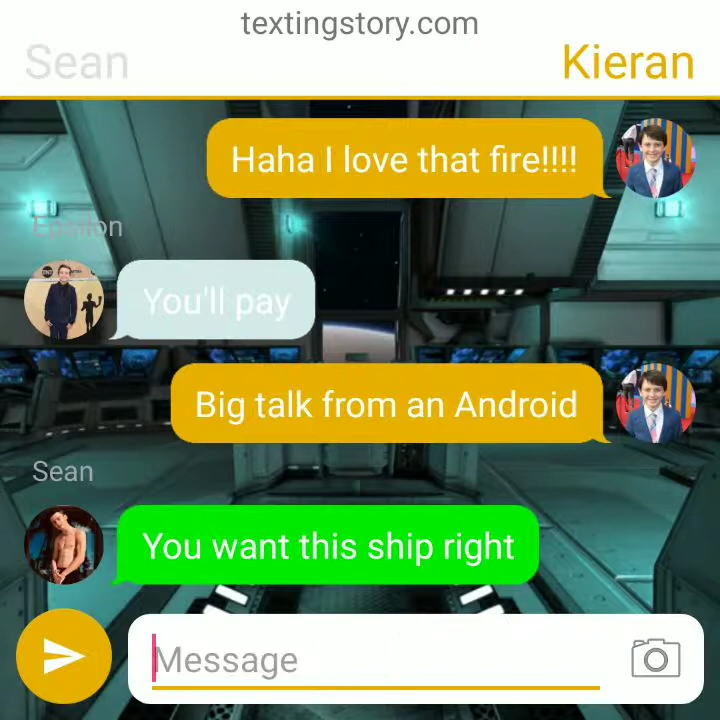 textingstory.com
Sean
Kieran
Haha I love that fire!!!!
Epsilon
You'll pay
Big talk from an Android
Sean
You want this ship right
Message